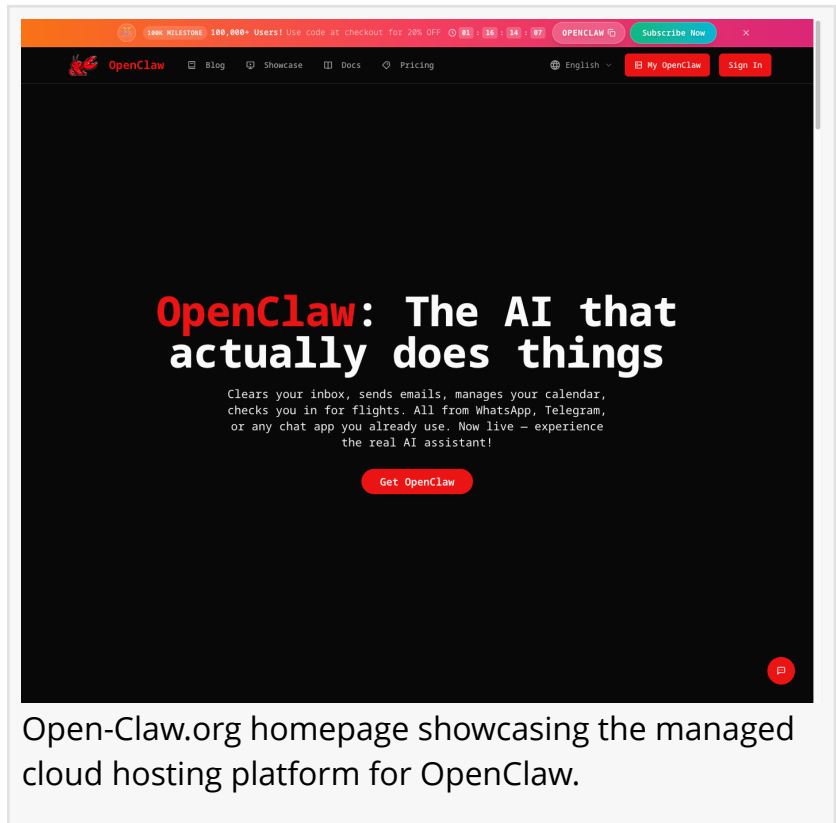 100K MILESTONE 100,000+ Users! Use code at checkout for 20% OFF 01 : 16 : 14 : 07 OPENCLAW Subscribe Now ×
OpenClaw Blog Showcase Docs Pricing English My OpenClaw Sign In
OpenClaw: The AI that
actually does things
Clears your inbox, sends emails, manages your calendar,
checks you in for flights. All from WhatsApp, Telegram,
or any chat app you already use. Now live — experience
the real AI assistant!
Get OpenClaw
Open-Claw.org homepage showcasing the managed
cloud hosting platform for OpenClaw.